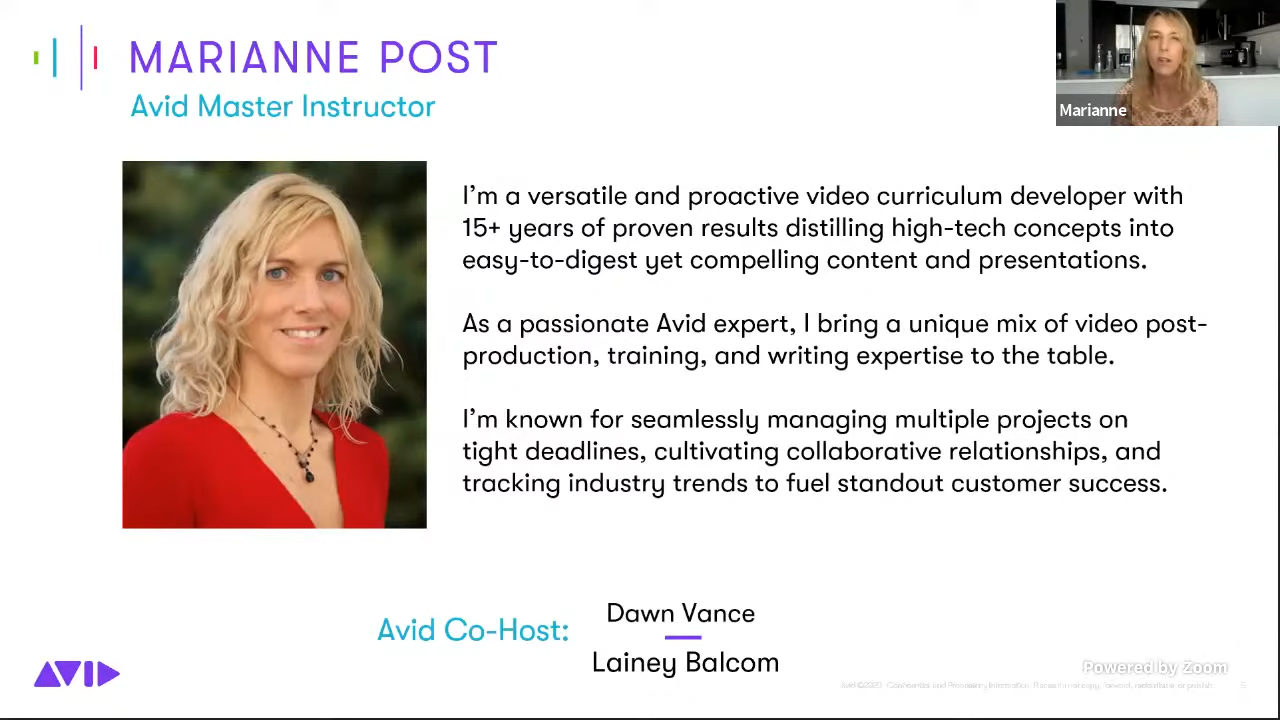 MARIANNE POST
Avid Master Instructor
Marianne
I'm a versatile and proactive video curriculum developer with
15+ years of proven results distilling high-tech concepts into
easy-to-digest yet compelling content and presentations.
As a passionate Avid expert, I bring a unique mix of video post-
production, training, and writing expertise to the table.
I'm known for seamlessly managing multiple projects on
tight deadlines, cultivating collaborative relationships, and
tracking industry trends to fuel standout customer success.
Avid Co-Host:
Dawn Vance
Lainey Balcom
AVID
Powered by Zoom